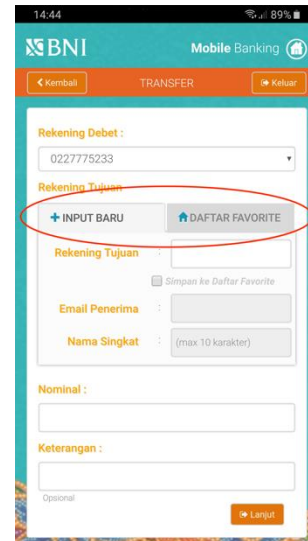 14:44 89%
BNI Mobile Banking
Kembali TRANSFER Keluar
Rekening Debet :
0227775233
Rekening Tujuan
+ INPUT BARU DAFTAR FAVORITE
Rekening Tujuan :
Simpan ke Daftar Favorite
Email Penerima :
Nama Singkat : (max 10 karakter)
Nominal :
Keterangan :
Opsional
Lanjut